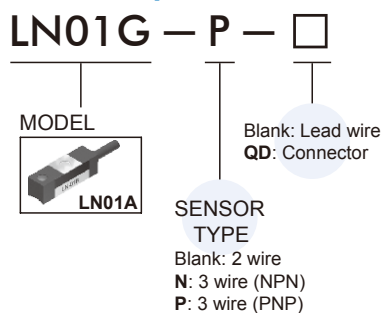 LN01G — P — □
MODEL
LN01A
Blank: Lead wire
QD: Connector
SENSOR
TYPE
Blank: 2 wire
N: 3 wire (NPN)
P: 3 wire (PNP)